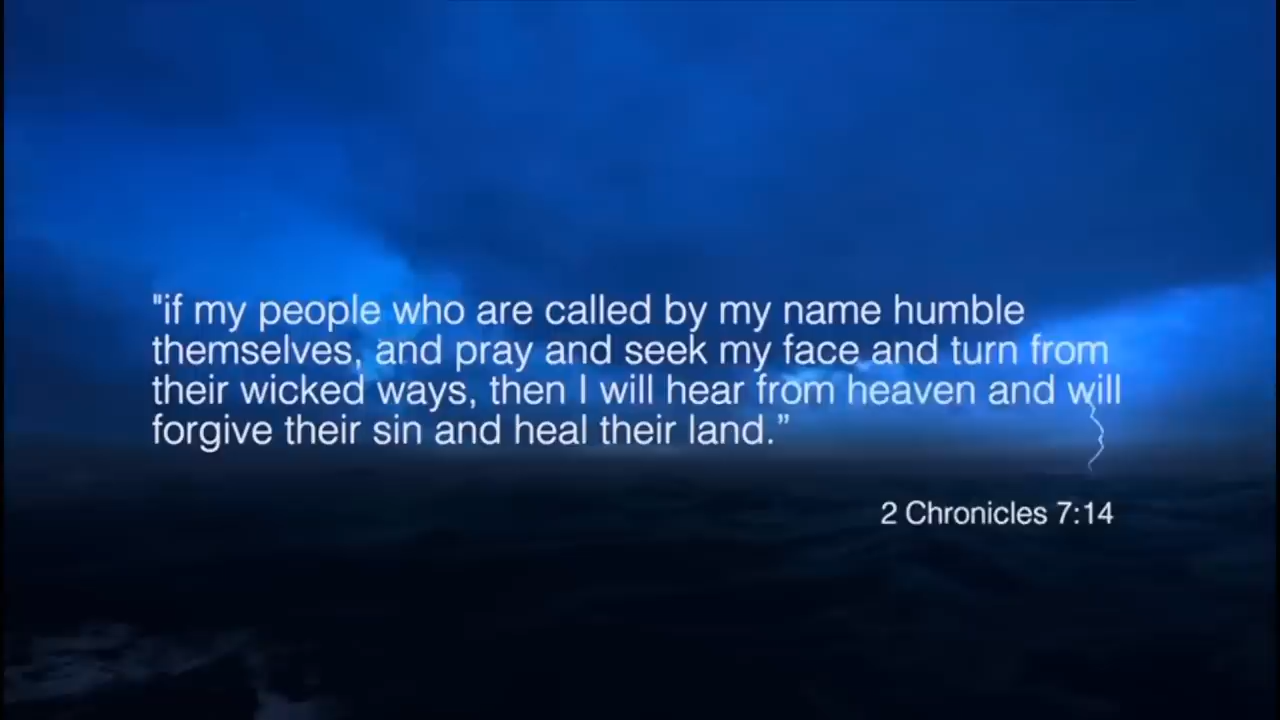 "if my people who are called by my name humble
themselves, and pray and seek my face and turn from
their wicked ways, then I will hear from heaven and will
forgive their sin and heal their land.”
2 Chronicles 7:14